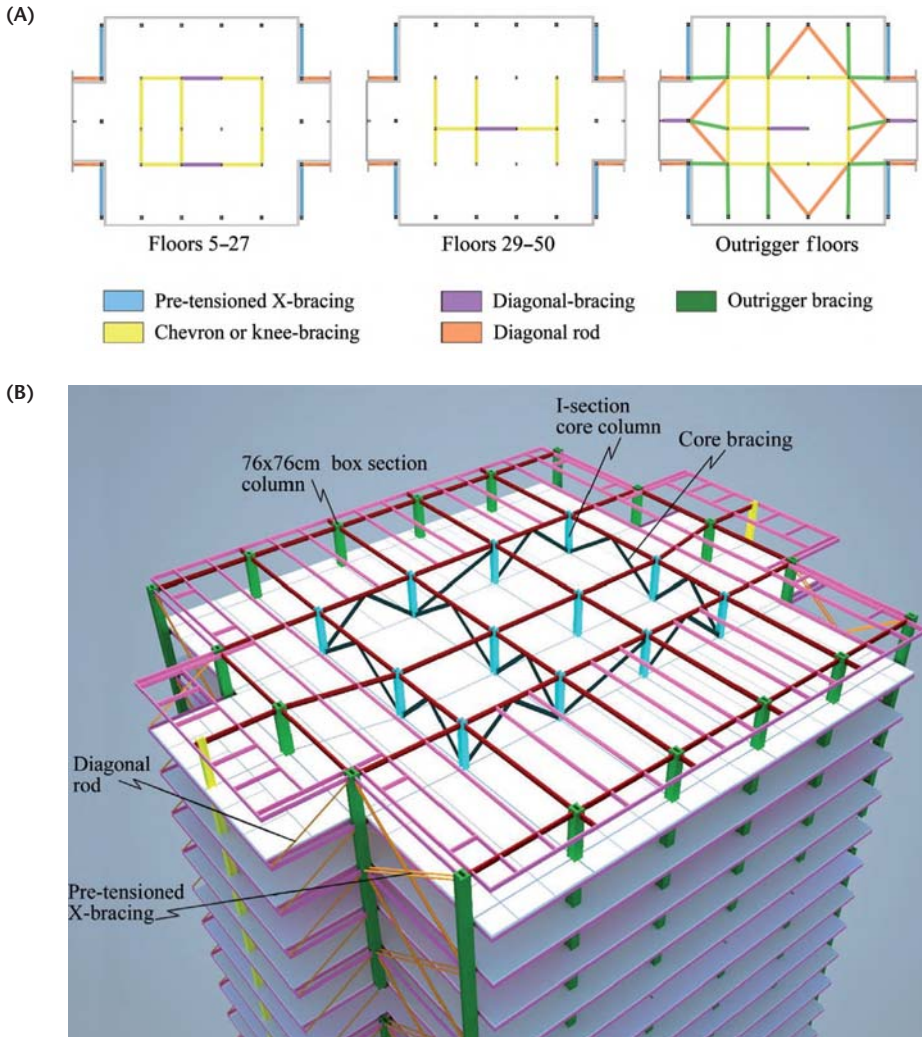 (A)
Floors 5–27
Floors 29–50
Outrigger floors
Pre-tensioned X-bracing
Diagonal-bracing
Outrigger bracing
Chevron or knee-bracing
Diagonal rod
(B)
I-section
core column
Core bracing
76x76cm box section
column
Diagonal
rod
Pre-tensioned
X-bracing